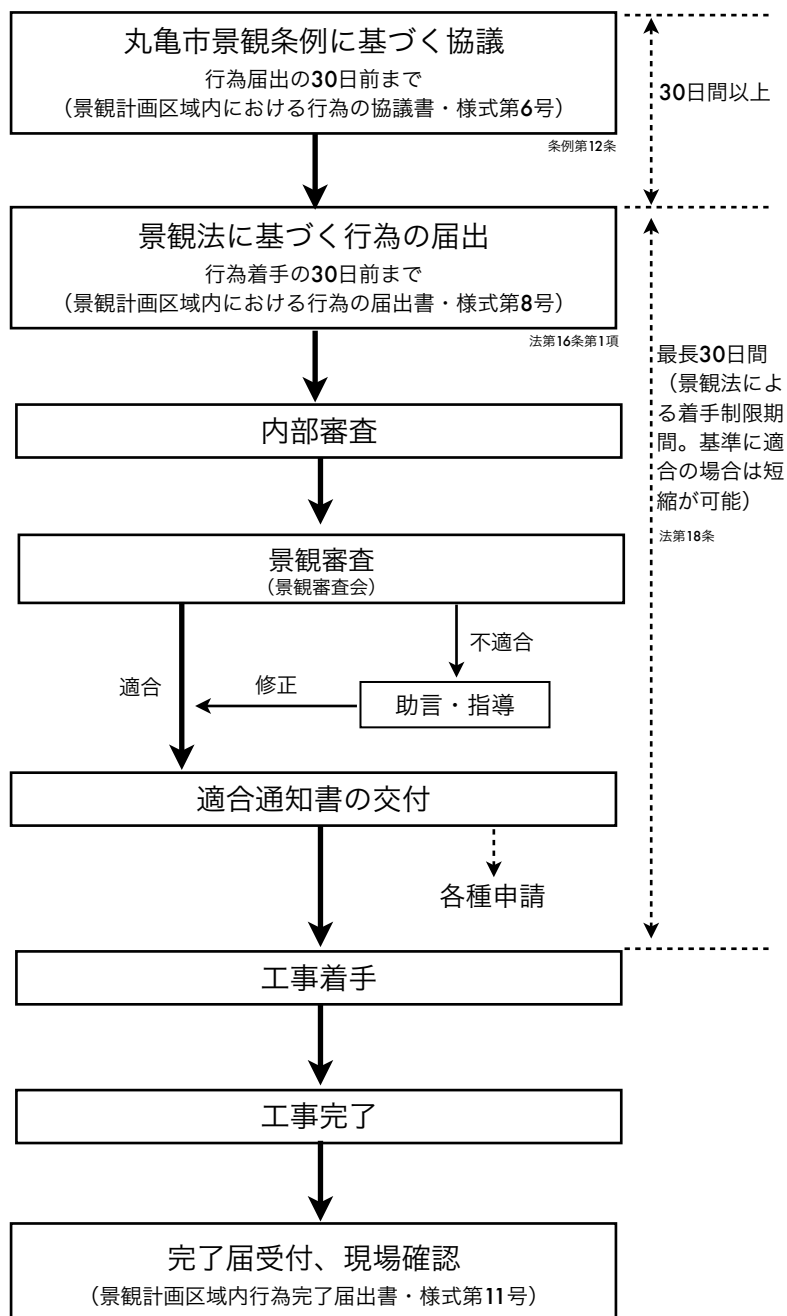 丸亀市景観条例に基づく協議
行為届出の30日前まで
（景観計画区域内における行為の協議書・様式第6号）
条例第12条
30日間以上
景観法に基づく行為の届出
行為着手の30日前まで
（景観計画区域内における行為の届出書・様式第8号）
法第16条第1項
最長30日間
（景観法によ
る着手制限期
間。基準に適
合の場合は短
縮が可能）
法第18条
内部審査
景観審査
（景観審査会）
不適合
適合
修正
助言・指導
適合通知書の交付
各種申請
工事着手
工事完了
完了届受付、現場確認
（景観計画区域内行為完了届出書・様式第11号）